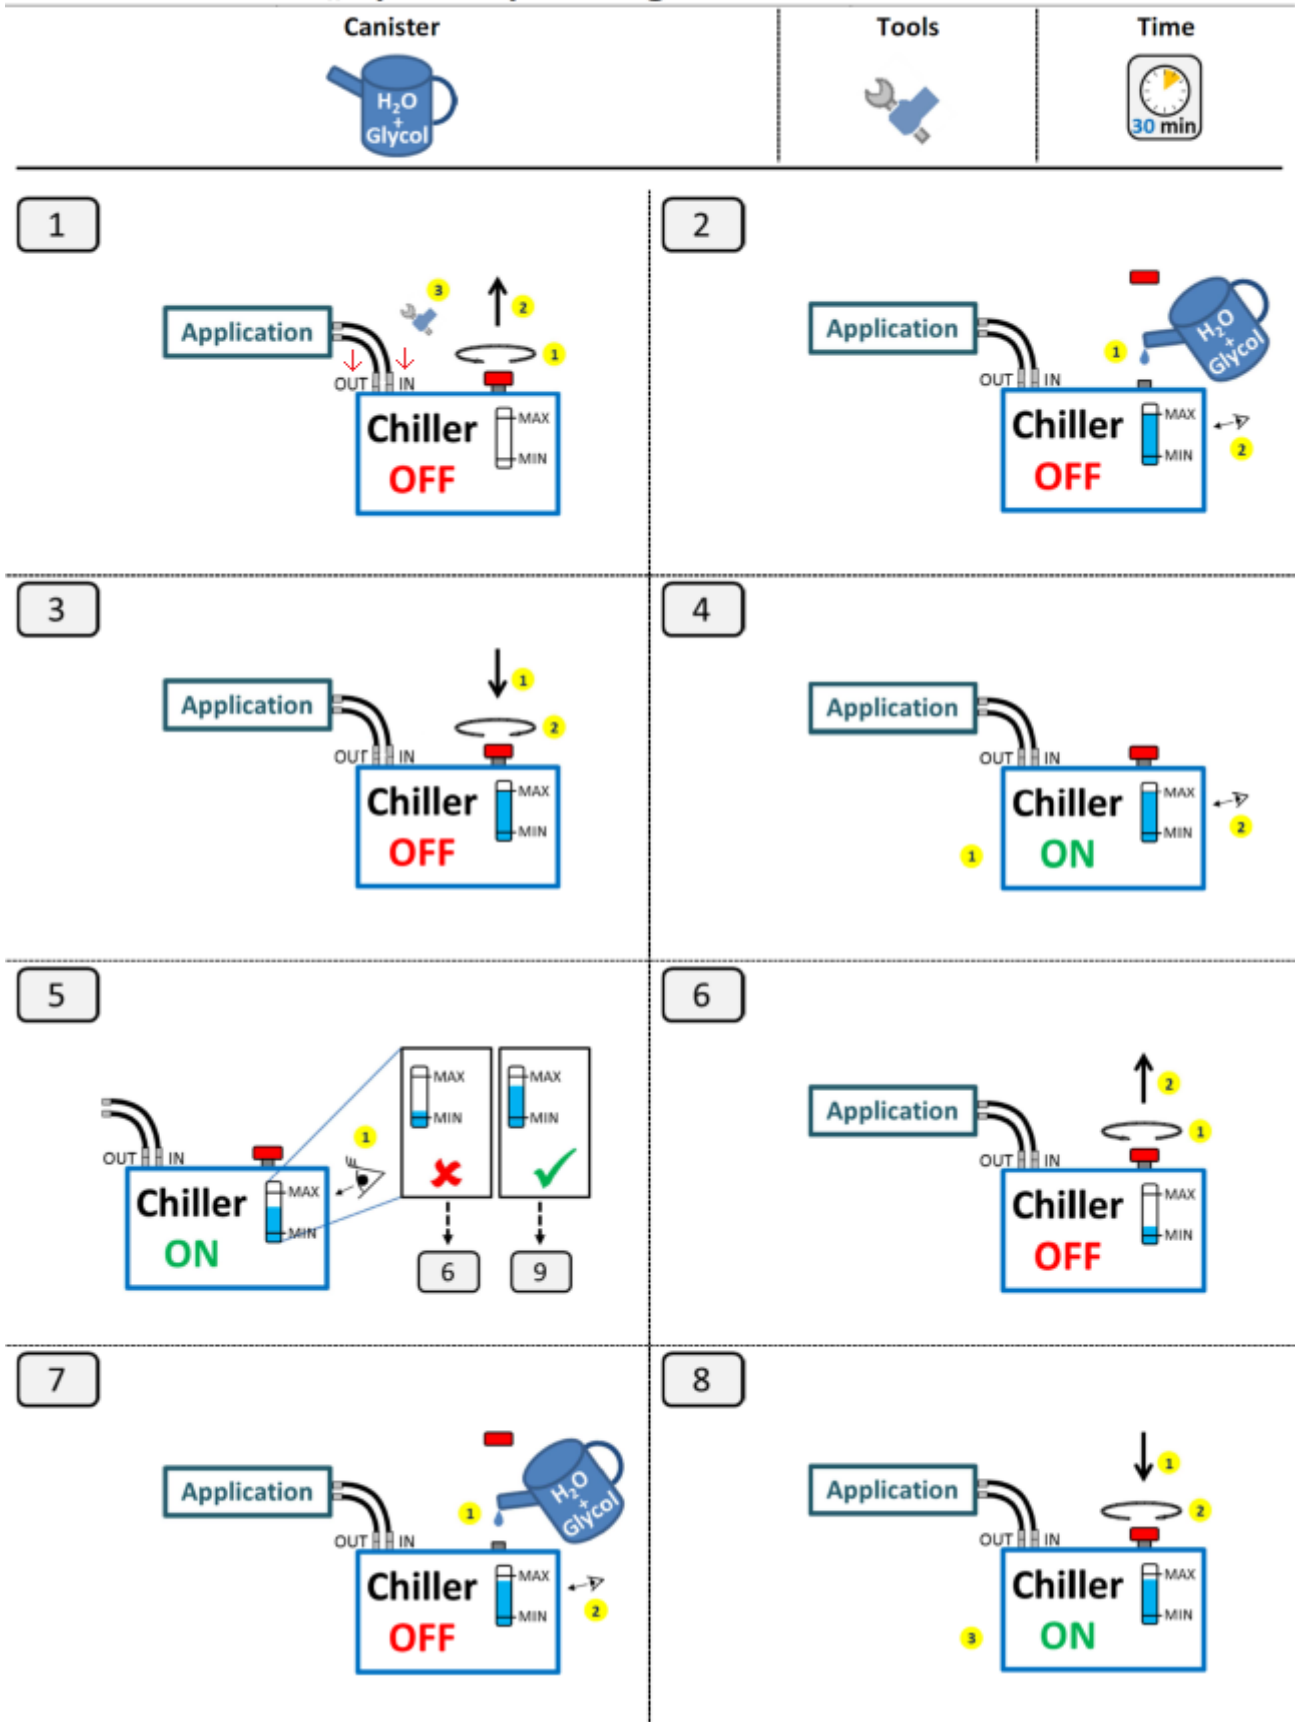 Canister
Tools
Time
H2O
+
Glycol
30 min
1
3
2
Application
1
OUT
IN
Chiller
MAX
MIN
OFF
2
H2O
+
Glycol
Application
1
OUT
IN
Chiller
MAX
MIN
2
OFF
3
1
Application
2
OUT
IN
Chiller
MAX
MIN
OFF
4
Application
OUT
IN
Chiller
MAX
MIN
2
1
ON
5
MAX
MIN
1
OUT
IN
Chiller
MAX
MIN
ON
MAX
MIN
6
9
6
2
Application
1
OUT
IN
Chiller
MAX
MIN
OFF
7
H2O
+
Glycol
Application
1
OUT
IN
Chiller
MAX
MIN
2
OFF
8
1
Application
2
OUT
IN
Chiller
MAX
MIN
3
ON